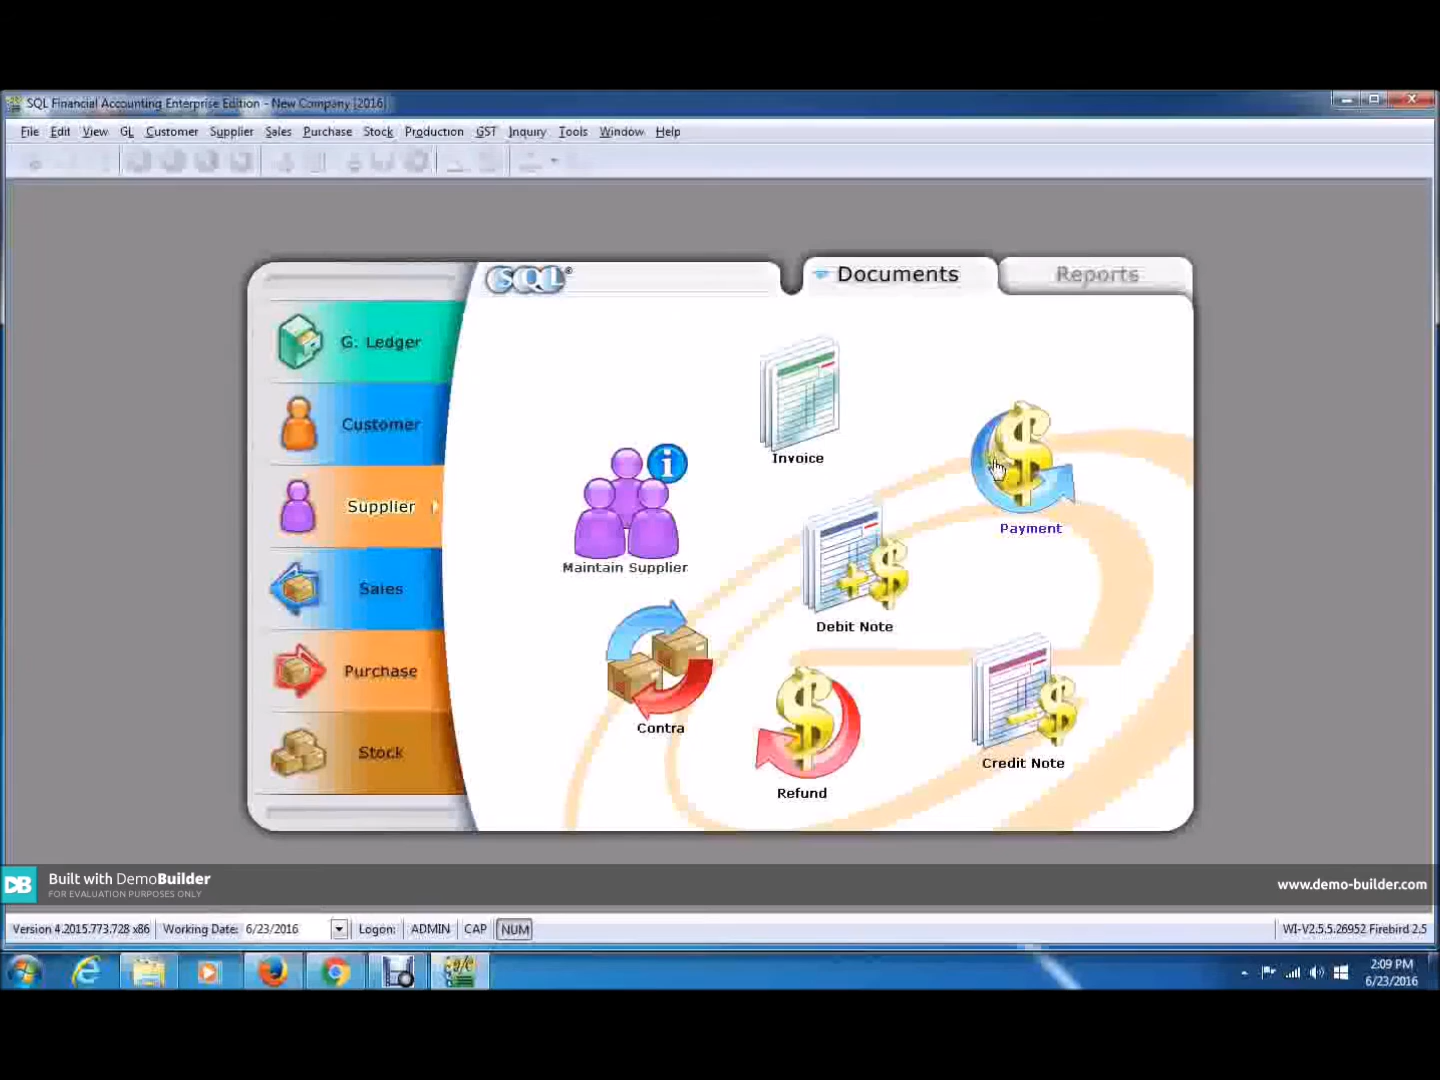 SQL Financial Accounting Enterprise Edition - New Company [2016]
File Edit View GL Customer Supplier Sales Purchase Stock Production GST Inquiry Tools Window Help
SQL®
Documents
Reports
G. Ledger
Customer
Supplier
Sales
Purchase
Stock
Invoice
Payment
Maintain Supplier
Debit Note
Contra
Refund
Credit Note
DB
Built with DemoBuilder
FOR EVALUATION PURPOSES ONLY
www.demo-builder.com
Version 4.2015.773.728 x86 Working Date: 6/23/2016 Logon: ADMIN CAP NUM WI-V2.5.5.26952 Firebird 2.5
2:09 PM
6/23/2016